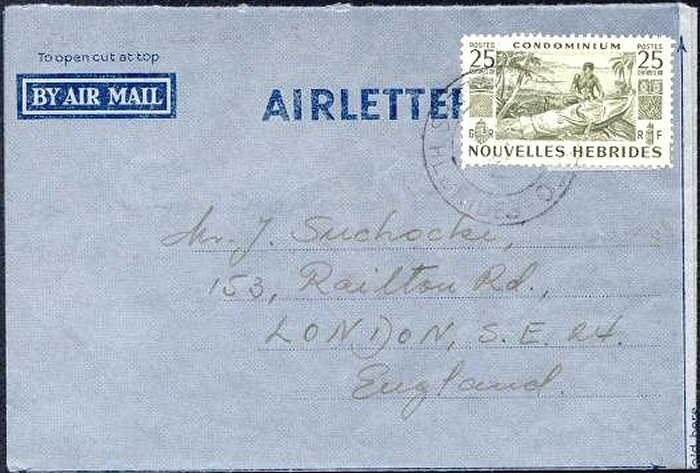 To open cut at top
BY AIR MAIL
AIRLETTER
POSTES CONDOMINIUM POSTES
25 25
G R R F
NOUVELLES HEBRIDES
Mr. J. Suchocki,
153, Railton Rd.,
LONDON, S.E. 24.
England.